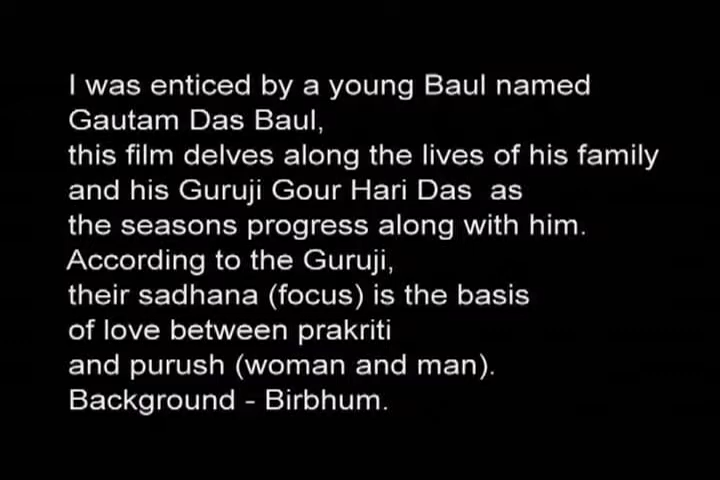 I was enticed by a young Baul named
Gautam Das Baul,
this film delves along the lives of his family
and his Guruji Gour Hari Das as
the seasons progress along with him.
According to the Guruji,
their sadhana (focus) is the basis
of love between prakriti
and purush (woman and man).
Background - Birbhum.